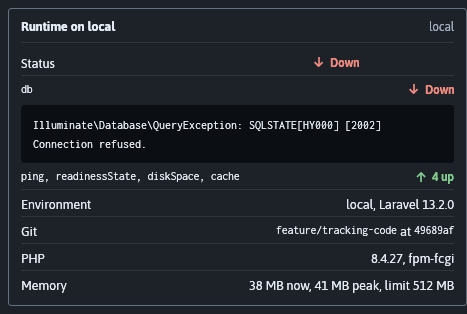 Runtime on local local
Status ↓ Down
db ↓ Down
Illuminate\Database\QueryException: SQLSTATE[HY000] [2002]
Connection refused.
ping, readinessState, diskSpace, cache ↑ 4 up
Environment local, Laravel 13.2.0
Git feature/tracking-code at 49689af
PHP 8.4.27, fpm-fcgi
Memory 38 MB now, 41 MB peak, limit 512 MB